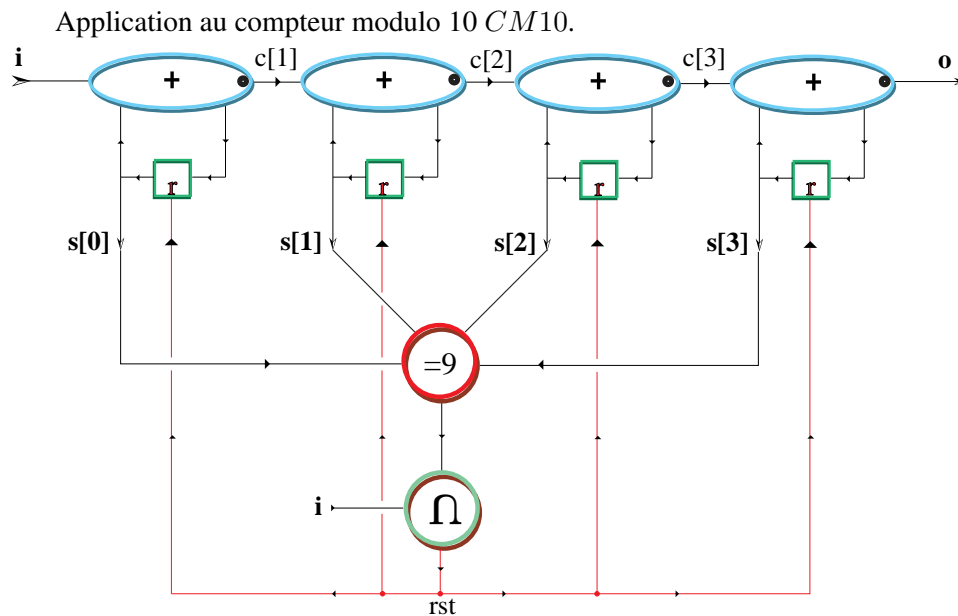 Application au compteur modulo 10 CM10.
i c[1] c[2] c[3] o
+ + + +
r r r r
s[0] s[1] s[2] s[3]
=9
i ∩
rst